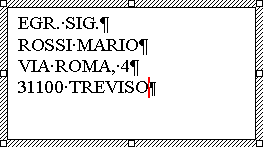 EGR. SIG.¶
ROSSI MARIO¶
VIA ROMA, 4¶
31100 TREVISO¶